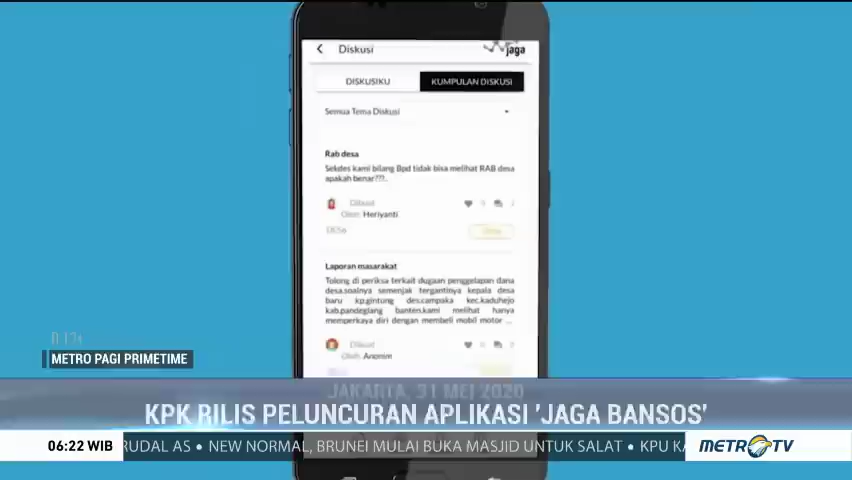 Diskusi
jaga
DISKUSIKU
KUMPULAN DISKUSI
Semua Tema Diskusi
Rab desa
Sekdes kami bilang Bpd tidak bisa melihat RAB desa
apakah benar???.
Dibuat
Oleh: Heriyanti
Laporan masarakat
Tolong di periksa terkait dugaan penggelapan dana
desa.soalnya semenjak tergantinya kepala desa
baru kp.gintung des.campaka kec.kaduhejo
kab.pandeglang banten.kami melihat hanya
memperkaya diri dengan membeli mobil motor ...
Dibuat
Oleh: Anonim
METRO PAGI PRIMETIME
JAKARTA, 31 MEI 2020
KPK RILIS PELUNCURAN APLIKASI 'JAGA BANSOS'
06:22 WIB
RUDAL AS • NEW NORMAL, BRUNEI MULAI BUKA MASJID UNTUK SALAT • KPU KA
METRO TV